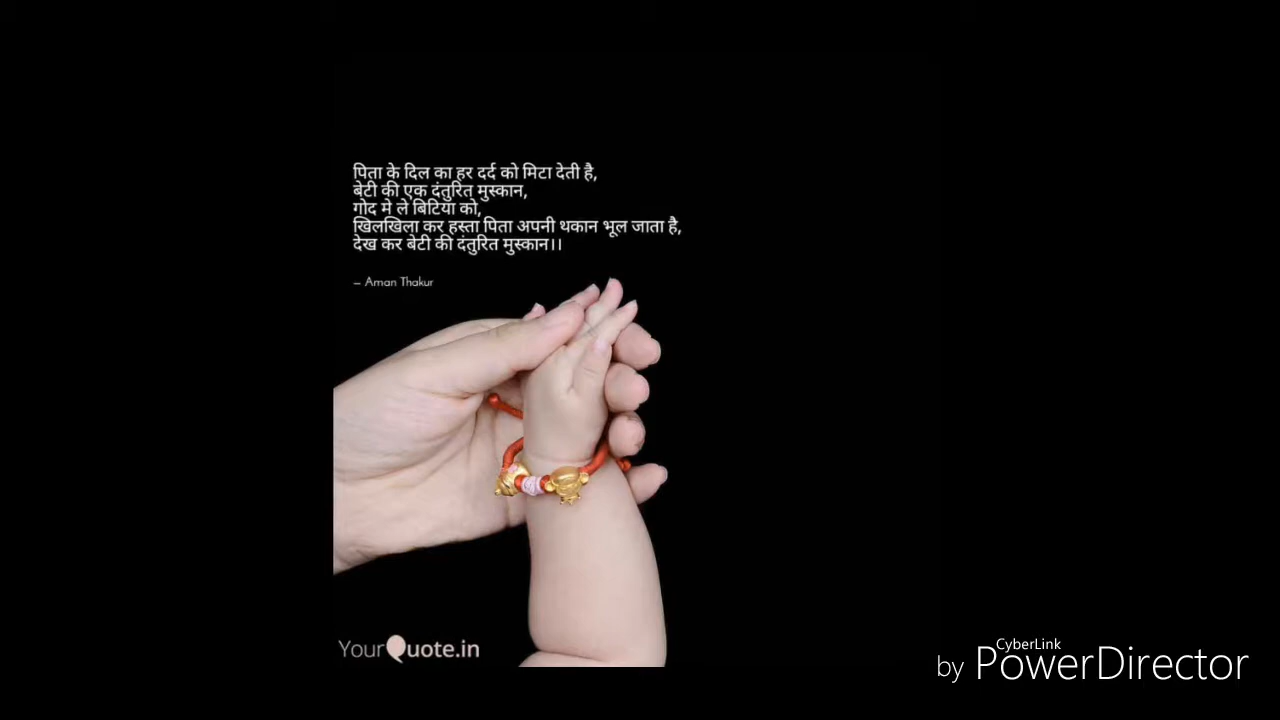 पिता के दिल का हर दर्द को मिटा देती है,
बेटी की एक दंतुरित मुस्कान,
गोद मे ले बिटिया को,
खिलखिला कर हस्ता पिता अपनी थकान भूल जाता है,
देख कर बेटी की दंतुरित मुस्कान।।
– Aman Thakur
YourQuote.in
CyberLink
by PowerDirector